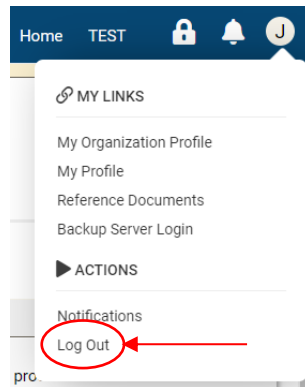 Home TEST J
MY LINKS
My Organization Profile
My Profile
Reference Documents
Backup Server Login
ACTIONS
Notifications
Log Out
pro